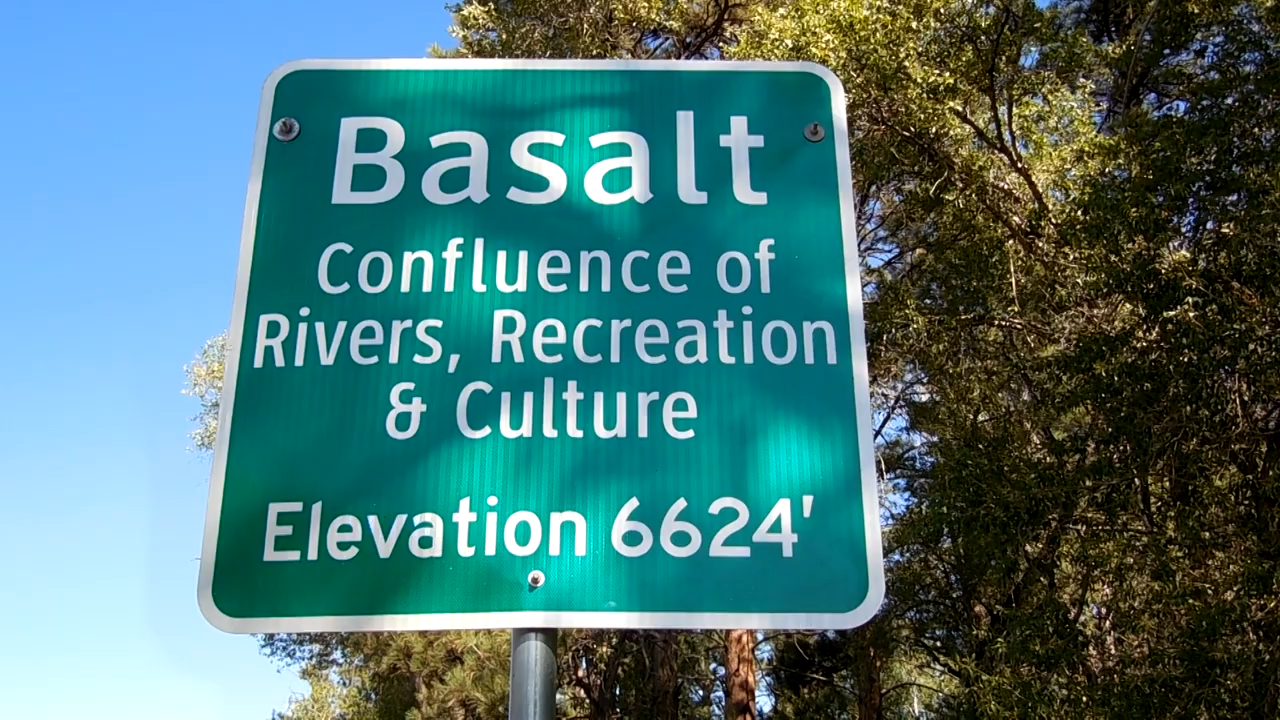 Basalt
Confluence of
Rivers, Recreation
& Culture
Elevation 6624'